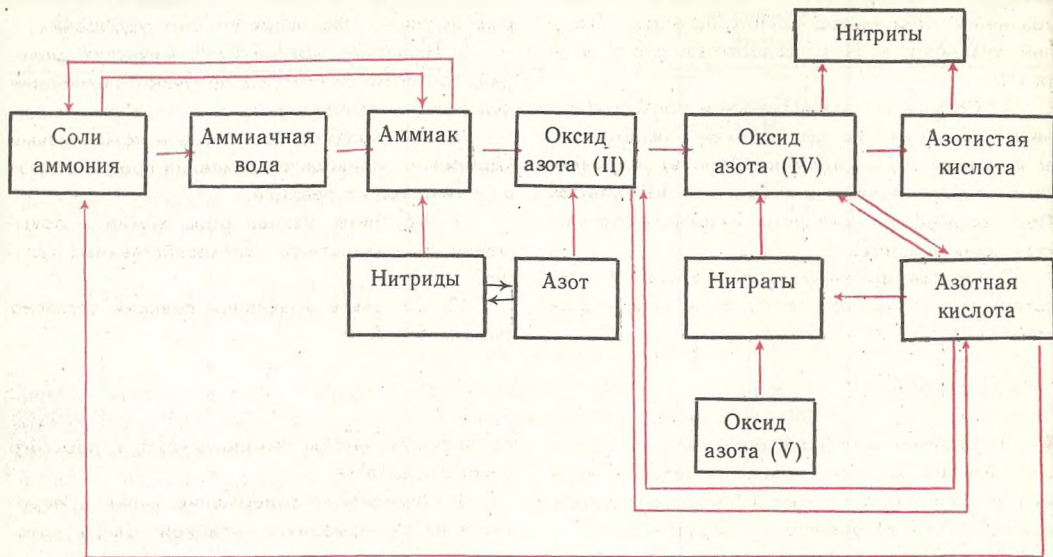 Нитриты
Соли
аммония
Аммиачная
вода
Аммиак
Оксид
азота (II)
Оксид
азота (IV)
Азотистая
кислота
Нитриды
Азот
Нитраты
Азотная
кислота
Оксид
азота (V)